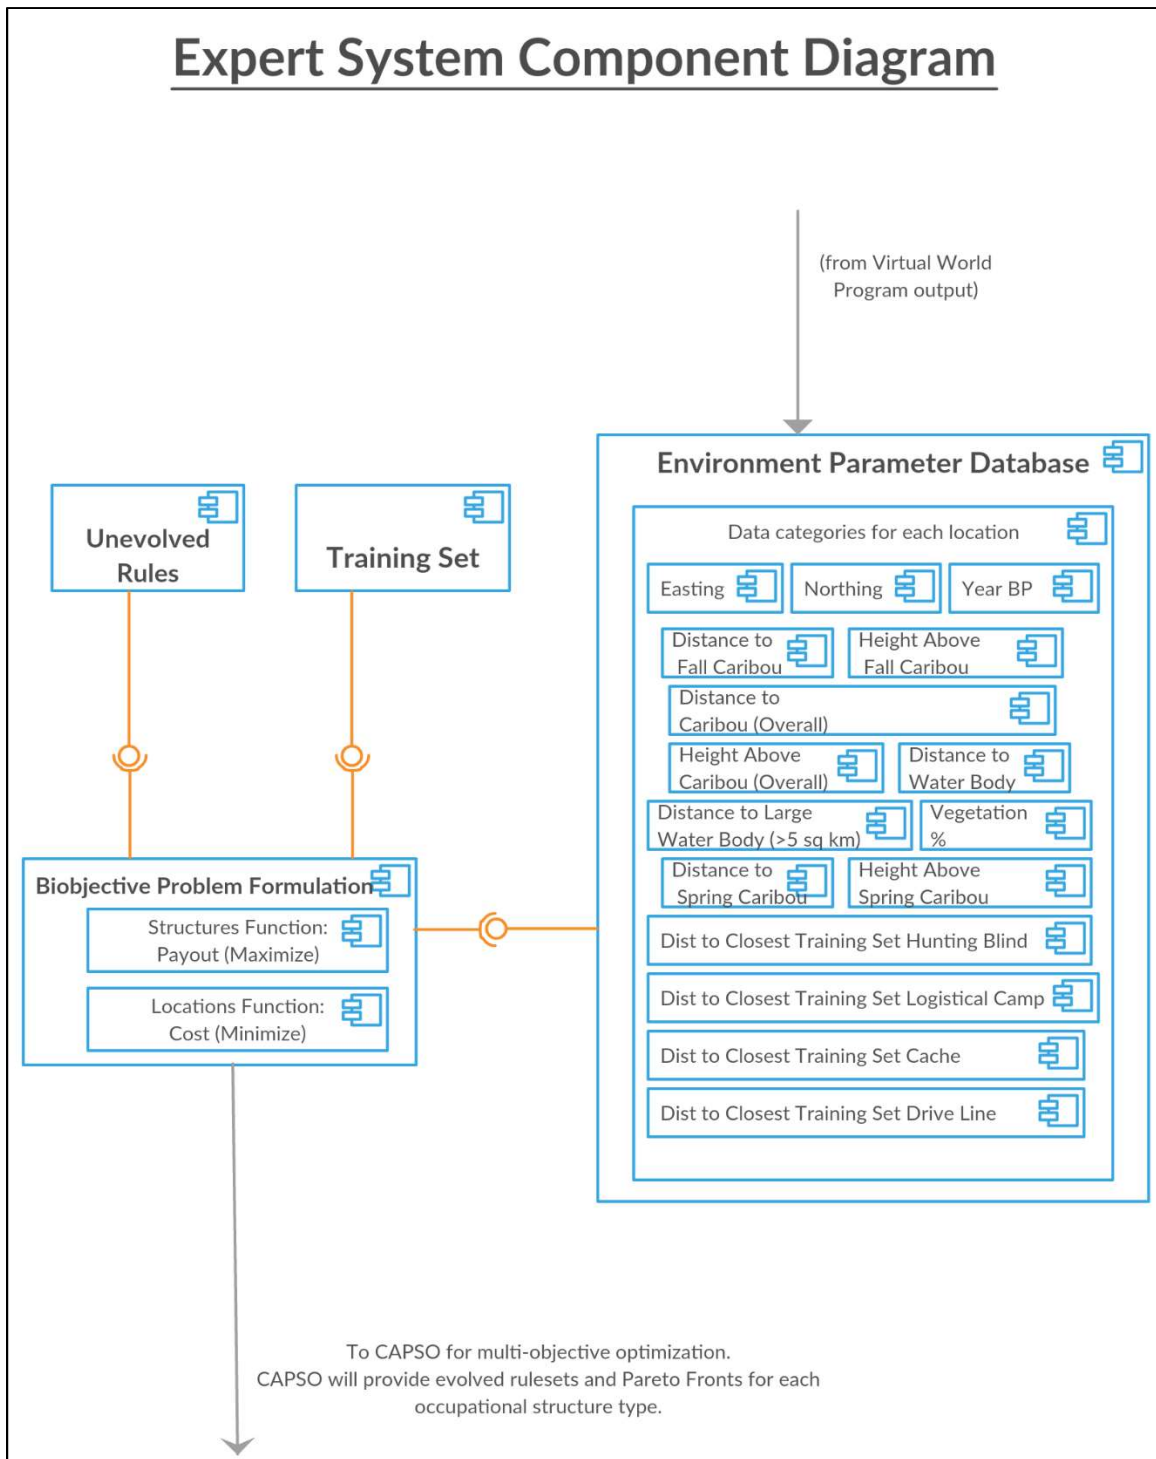 Expert System Component Diagram
(from Virtual World
Program output)
Environment Parameter Database
Unevolved
Rules
Training Set
Data categories for each location
Easting
Northing
Year BP
Distance to
Fall Caribou
Height Above
Fall Caribou
Distance to
Caribou (Overall)
Height Above
Caribou (Overall)
Distance to
Water Body
Distance to Large
Water Body (>5 sq km)
Vegetation
%
Distance to
Spring Caribou
Height Above
Spring Caribou
Dist to Closest Training Set Hunting Blind
Dist to Closest Training Set Logistical Camp
Dist to Closest Training Set Cache
Dist to Closest Training Set Drive Line
Biobjective Problem Formulation
Structures Function:
Payout (Maximize)
Locations Function:
Cost (Minimize)
To CAPSO for multi-objective optimization.
CAPSO will provide evolved rulesets and Pareto Fronts for each
occupational structure type.